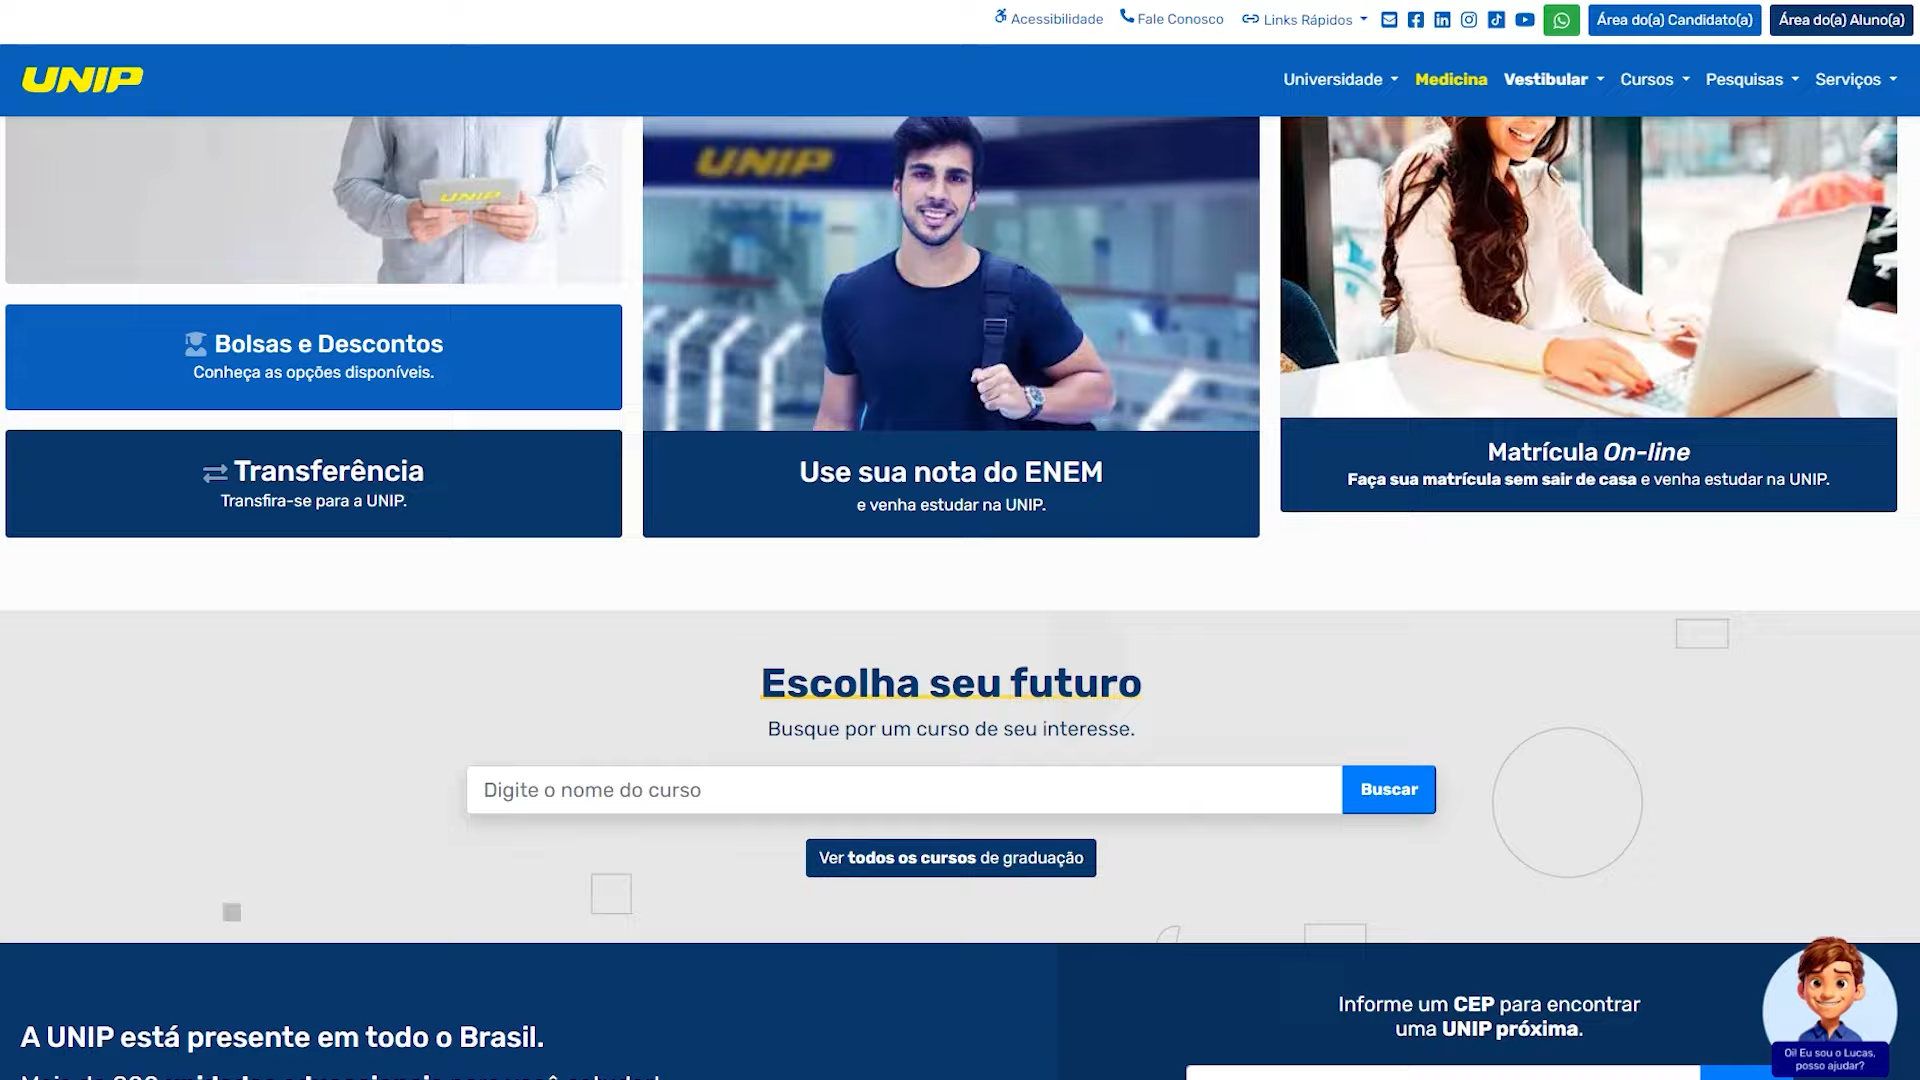 Acessibilidade
Fale Conosco
Links Rápidos
Área do(a) Candidato(a)
Área do(a) Aluno(a)
UNIP
Universidade
Medicina
Vestibular
Cursos
Pesquisas
Serviços
UNIP
UNIP
Bolsas e Descontos
Conheça as opções disponíveis.
Transferência
Transfira-se para a UNIP.
Use sua nota do ENEM
e venha estudar na UNIP.
Matrícula On-line
Faça sua matrícula sem sair de casa e venha estudar na UNIP.
Escolha seu futuro
Busque por um curso de seu interesse.
Digite o nome do curso
Buscar
Ver todos os cursos de graduação
A UNIP está presente em todo o Brasil.
Informe um CEP para encontrar
uma UNIP próxima.
Oi! Eu sou o Lucas,
posso ajudar?